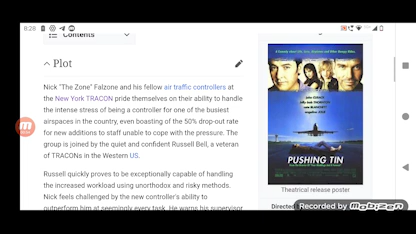 8:28
Contents
Plot
Nick "The Zone" Falzone and his fellow air traffic controllers at
the New York TRACON pride themselves on their ability to handle
the intense stress of being a controller for one of the busiest
airspaces in the country, even boasting of the 50% drop-out rate
for new additions to staff unable to cope with the pressure. The
group is joined by the quiet and confident Russell Bell, a veteran
of TRACONs in the Western US.
Russell quickly proves to be exceptionally capable of handling
the increased workload using unorthodox and risky methods.
Nick feels challenged by the new controller's ability to
outperform him at seemingly every task. He warns his supervisor
PUSHING TIN
Theatrical release poster
Directed
Recorded by Mobizen